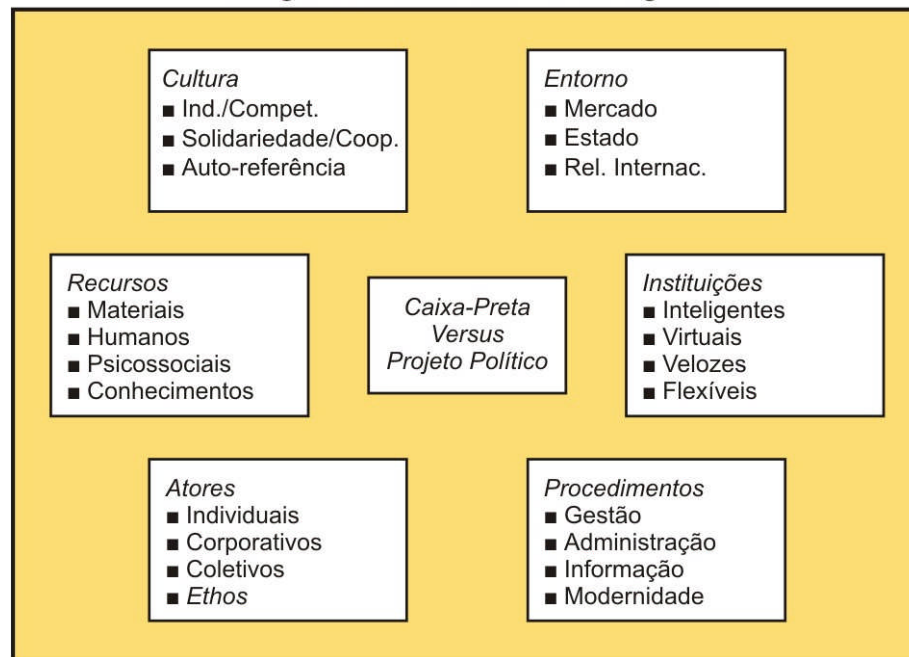 Cultura
■ Ind./Compet.
■ Solidariedade/Coop.
■ Auto-referência
Entorno
■ Mercado
■ Estado
■ Rel. Internac.
Recursos
■ Materiais
■ Humanos
■ Psicossociais
■ Conhecimentos
Caixa-Preta
Versus
Projeto Político
Instituições
■ Inteligentes
■ Virtuais
■ Velozes
■ Flexíveis
Atores
■ Individuais
■ Corporativos
■ Coletivos
■ Ethos
Procedimentos
■ Gestão
■ Administração
■ Informação
■ Modernidade